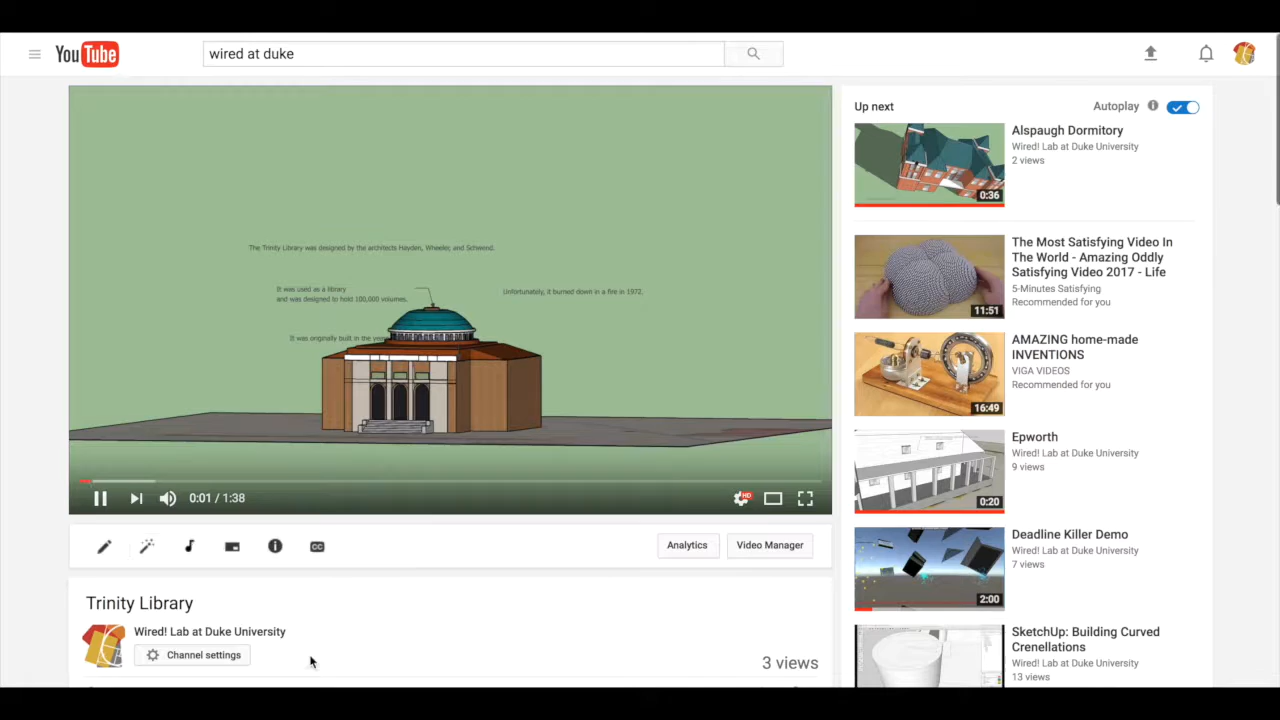 YouTube
wired at duke
The Trinity Library was designed by the architects Hayden, Wheeler, and Schwend.
It was used as a library
and was designed to hold 100,000 volumes.
Unfortunately, it burned down in a fire in 1972.
It was originally built in the
0:01 / 1:38
HD
CC
Analytics
Video Manager
Trinity Library
Wired! Lab at Duke University
Channel settings
3 views
Up next
Autoplay
Alspaugh Dormitory
Wired! Lab at Duke University
2 views
0:36
The Most Satisfying Video In
The World - Amazing Oddly
Satisfying Video 2017 - Life
5-Minutes Satisfying
Recommended for you
11:51
AMAZING home-made
INVENTIONS
VIGA VIDEOS
Recommended for you
16:49
Epworth
Wired! Lab at Duke University
9 views
0:20
Deadline Killer Demo
Wired! Lab at Duke University
7 views
2:00
SketchUp: Building Curved
Crenellations
Wired! Lab at Duke University
13 views